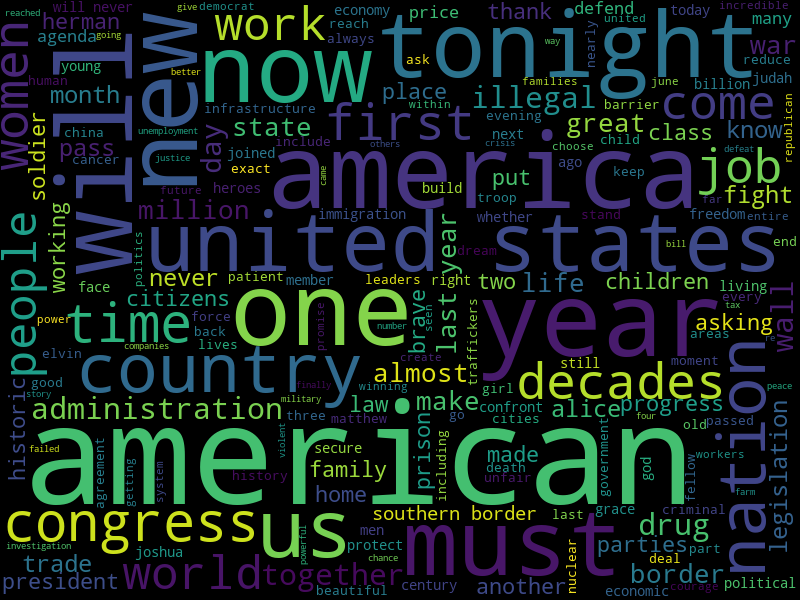 give democrat
economy
price
thank
defend
today
incredible
reached
going
will never
herman
agenda
reach
always
work
tonight
war
many
young
better
now
ask
nearly
reduce
women
human
month
new
will
place
families
way
united
june
billion
judah
china
infrastructure
within
illegal
barrier
come
republican
soldier
pass
cancer
unemployment
day
state
first
evening
next
choose
great
class
know
crisis
others
justice
joined
include
child
defeat
exact
came
america
ago
keep
job
future
heroes
build
put
troop
far
fight
million
immigration
whether
stand
freedom
entire
people
working
politics
united states
dream
bill
end
never
patient
member
leaders right
two
life
children
living
every
face
citizens
force
promise
brave
seen
last year
traffickers
wall
power
time
one
year
tax
asking
companies
back
lives
number
create
areas
re
elvin
country
still
moment
nation
good
story
military
finally
winning
almost
girl
decades
peace
historic
administration
law
make
confront
alice
progress
four
three
matthew
go
cities
old
passed
american
failed
violent
secure
prison
including
made
death
government
god
workers
legislation
agreement
getting
system
history
family
unfair
fellow
farm
home
grace
criminal
congress
us
southern border
last
must
drug
courage
investigation
joshua
powerful
men
protect
chance
nuclear
parties
part
deal
trade
world
together
border
political
president
beautiful
century
another
economic